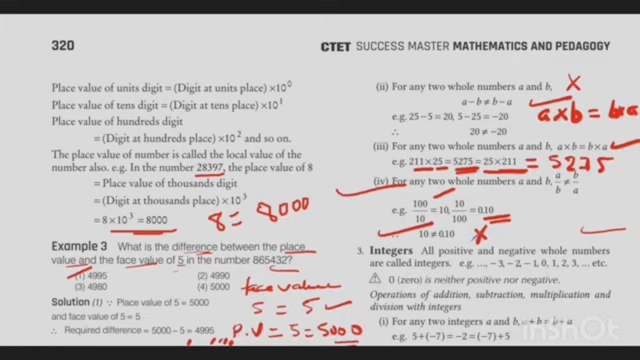 320
CTET SUCCESS MASTER MATHEMATICS AND PEDAGOGY
Place value of units digit = (Digit at units place) ×10⁰
Place value of tens digit = (Digit at tens place) ×10¹
Place value of hundreds digit
= (Digit at hundreds place) ×10² and so on.
The place value of number is called the local value of the
number also. e.g. In the number 28397, the place value of 8
= Place value of thousands digit
= (Digit at thousands place) ×10³
= 8 × 10³ = 8000
8 = 8000
Example 3 What is the difference between the place
value and the face value of 5 in the number 865432?
(1) 4995 (2) 4990
(3) 4980 (4) 5000
face value
Solution (1) ∵ Place value of 5 = 5000
5 = 5
and face value of 5 = 5
∴ Required difference = 5000 − 5 = 4995
P.V = 5 = 5000
(ii) For any two whole numbers a and b, X
a − b ≠ b − a
a × b = b × a
e.g. 25 − 5 = 20, 5 − 25 = −20
∴ 20 ≠ −20
(iii) For any two whole numbers a and b, a × b = b × a
e.g. 211 × 25 = 5275 = 25 × 211 = 5275
(iv) For any two whole numbers a and b, a/b ≠ b/a
e.g. 100/10 = 10, 10/100 = 0.10
∴ 10 ≠ 0.10 X
3. Integers All positive and negative whole numbers
are called integers e.g. ..., −3, −2, −1, 0, 1, 2, 3, ... etc.
⚠ 0 (zero) is neither positive nor negative.
Operations of addition, subtraction, multiplication and
division with integers
(i) For any two integers a and b, a + b = b + a
e.g. 5 + (−7) = −2 = (−7) + 5
InShot